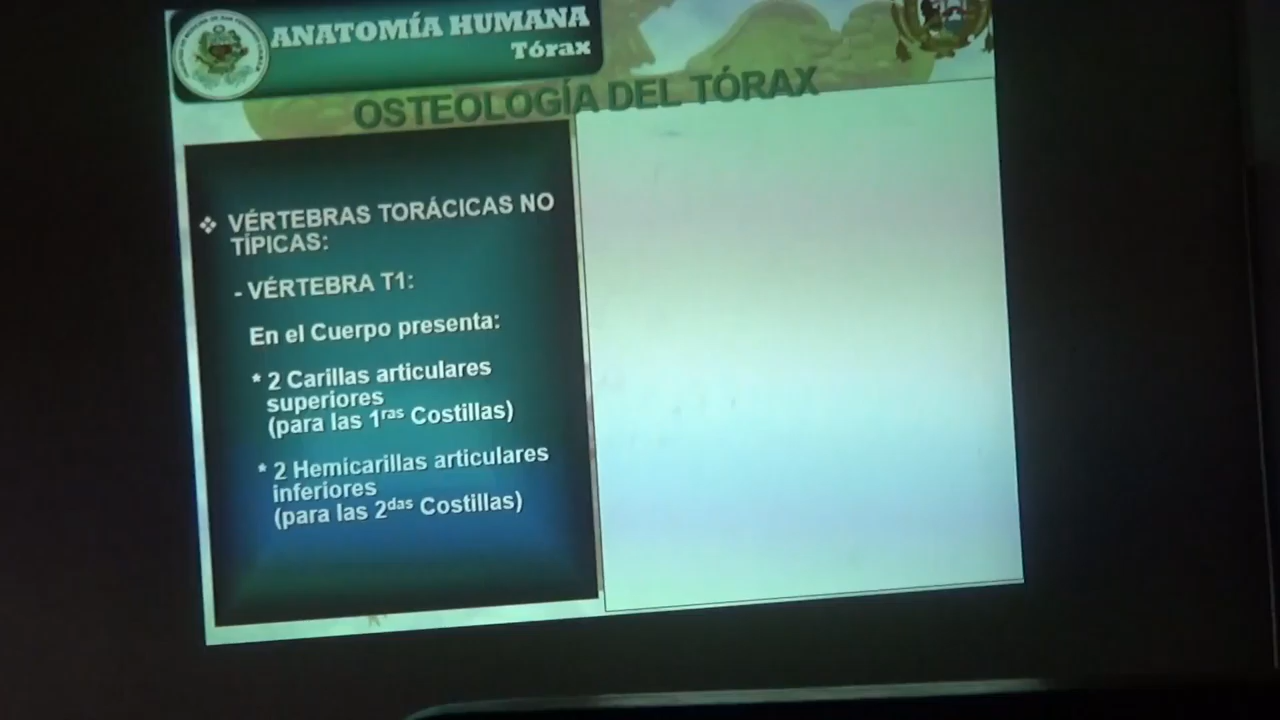 ANATOMÍA HUMANA
Tórax
OSTEOLOGÍA DEL TÓRAX
❖ VÉRTEBRAS TORÁCICAS NO
TÍPICAS:
- VÉRTEBRA T1:
En el Cuerpo presenta:
* 2 Carillas articulares
superiores
(para las 1ras Costillas)
* 2 Hemicarillas articulares
inferiores
(para las 2das Costillas)